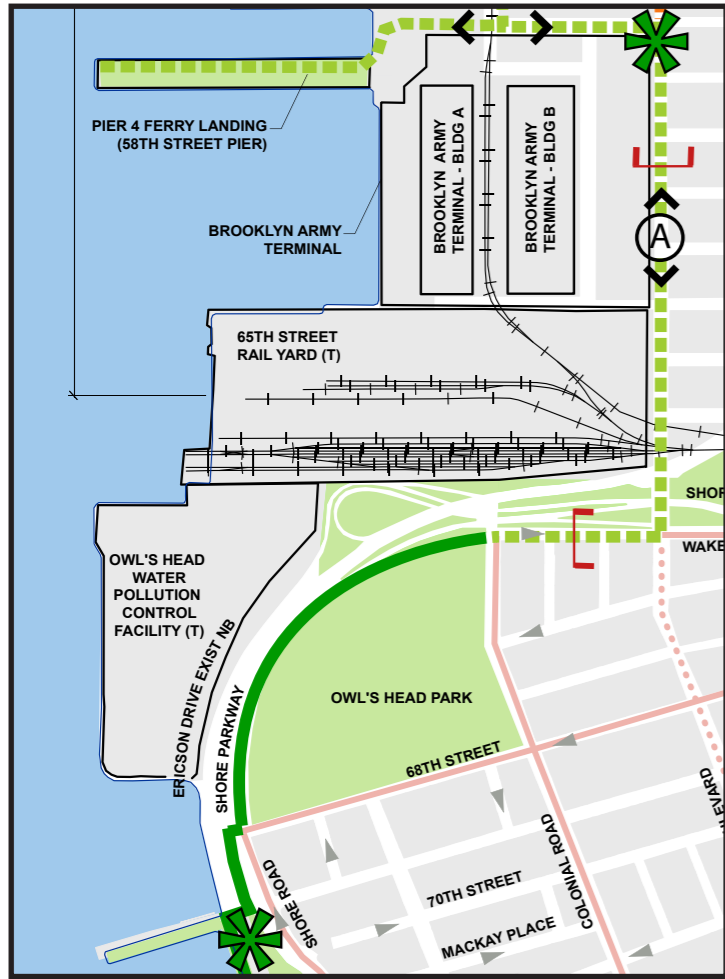 PIER 4 FERRY LANDING
(58TH STREET PIER)
BROOKLYN ARMY
TERMINAL - BLDG A
BROOKLYN ARMY
TERMINAL - BLDG B
BROOKLYN ARMY
TERMINAL
A
65TH STREET
RAIL YARD (T)
SHOR
WAKE
OWL'S HEAD
WATER
POLLUTION
CONTROL
FACILITY (T)
ERICSON DRIVE EXIST NB
SHORE PARKWAY
OWL'S HEAD PARK
68TH STREET
LEVARD
SHORE ROAD
70TH STREET
COLONIAL ROAD
MACKAY PLACE